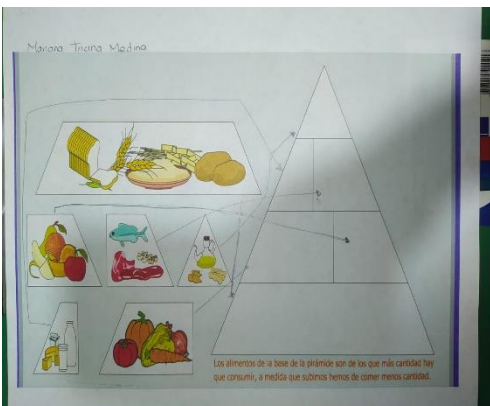 Mariana Triana Medina
Los alimentos de la base de la pirámide son de los que más cantidad hay
que consumir, a medida que subimos hemos de comer menos cantidad.